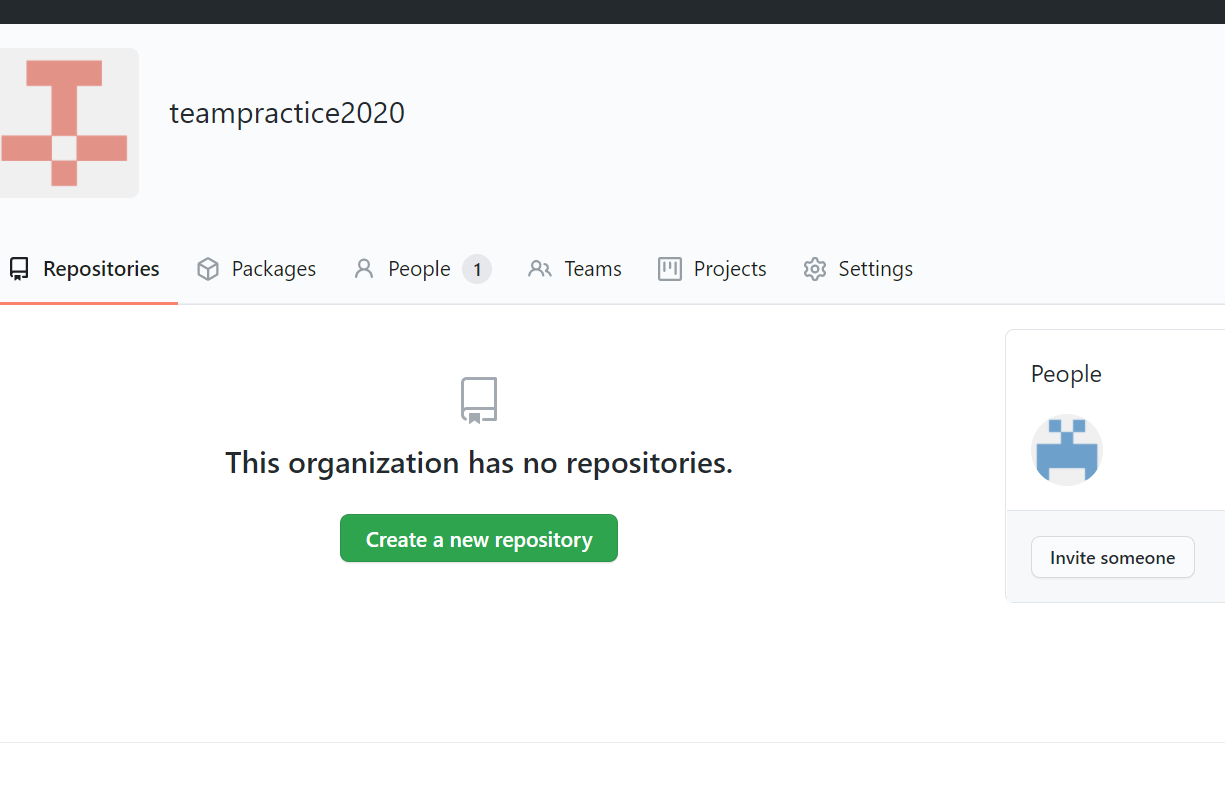 teampractice2020
Repositories Packages People 1 Teams Projects Settings
This organization has no repositories.
Create a new repository
People
Invite someone